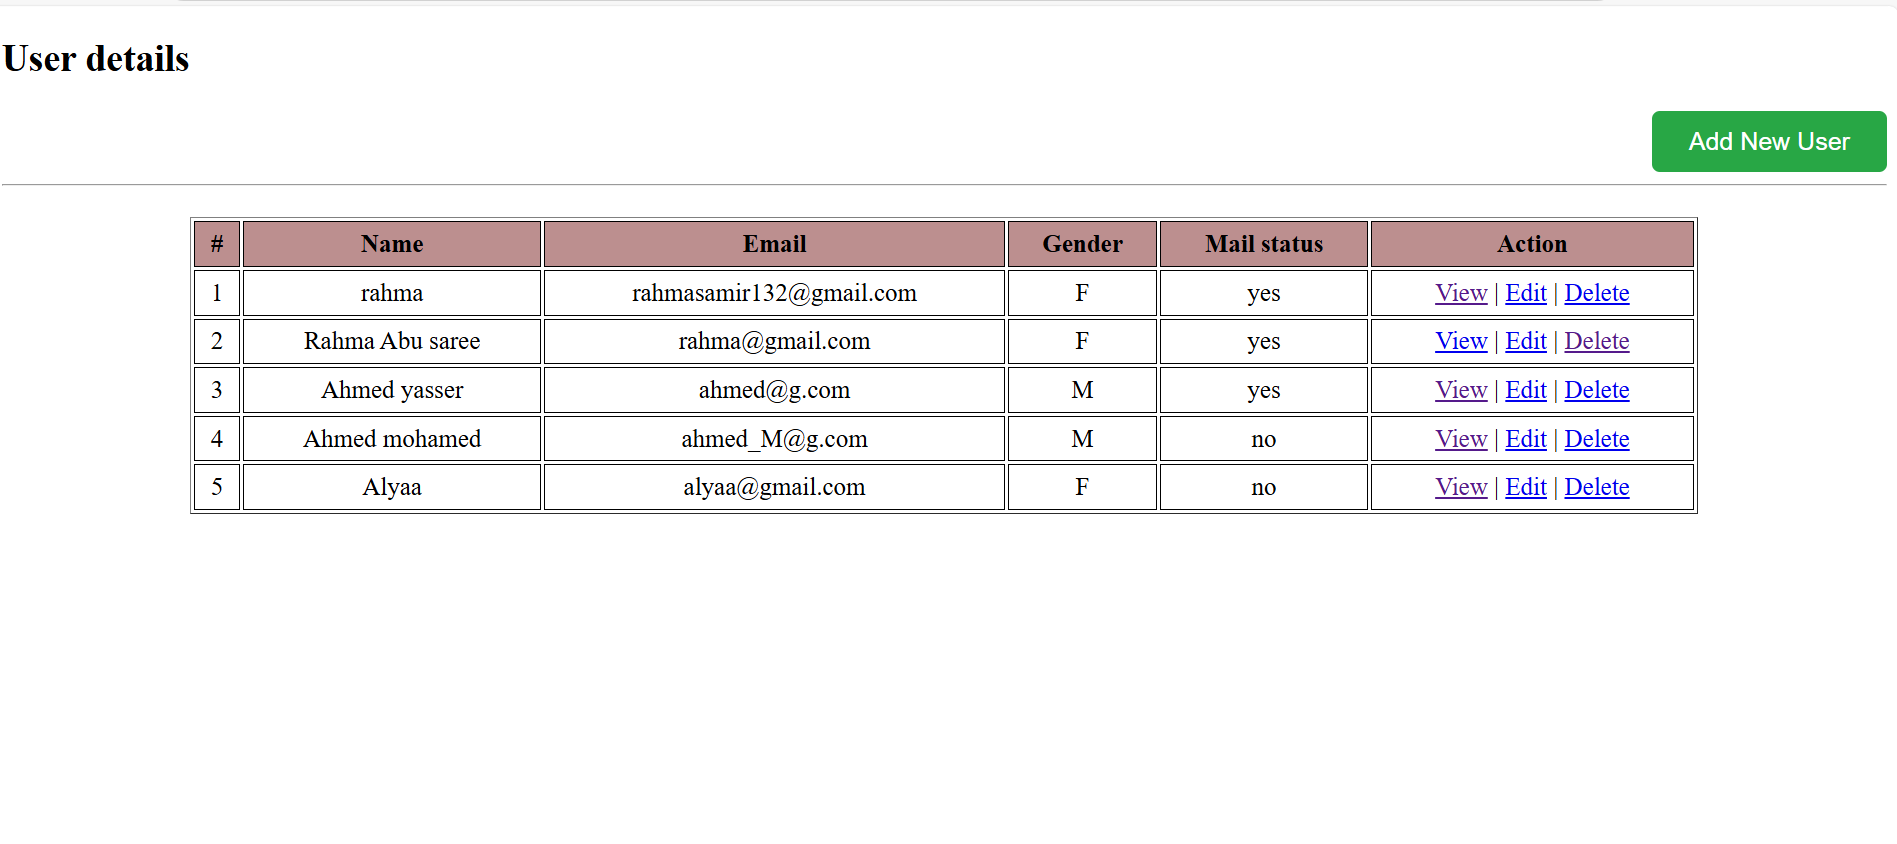 User details
Add New User
# Name Email Gender Mail status Action
1 rahma rahmasamir132@gmail.com F yes View | Edit | Delete
2 Rahma Abu saree rahma@gmail.com F yes View | Edit | Delete
3 Ahmed yasser ahmed@g.com M yes View | Edit | Delete
4 Ahmed mohamed ahmed_M@g.com M no View | Edit | Delete
5 Alyaa alyaa@gmail.com F no View | Edit | Delete